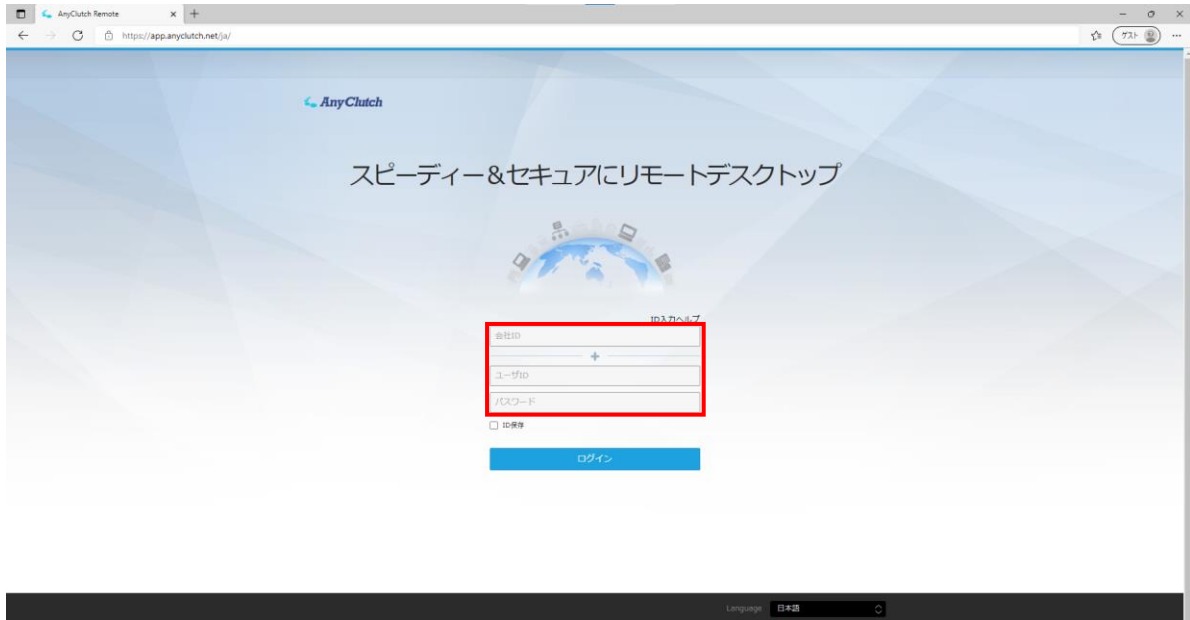 AnyClutch Remote
https://app.anyclutch.net/ja/
ゲスト
AnyClutch
スピーディー&セキュアにリモートデスクトップ
ID入力ヘルプ
会社ID
ユーザID
パスワード
ID保存
ログイン
Language 日本語